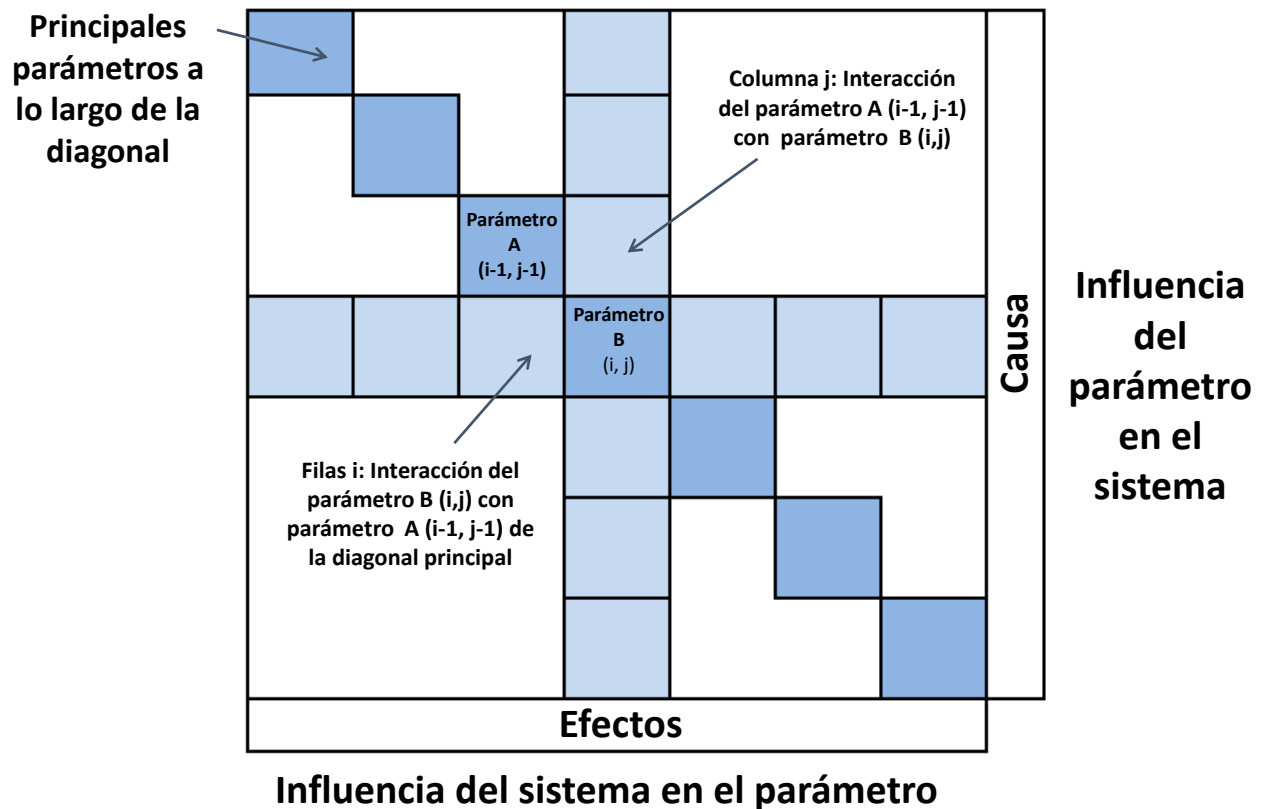 Principales
parámetros a
lo largo de la
diagonal
Columna j: Interacción
del parámetro A (i-1, j-1)
con parámetro B (i,j)
Parámetro
A
(i-1, j-1)
Parámetro
B
(i, j)
Filas i: Interacción del
parámetro B (i,j) con
parámetro A (i-1, j-1) de
la diagonal principal
Causa
Influencia
del
parámetro
en el
sistema
Efectos
Influencia del sistema en el parámetro